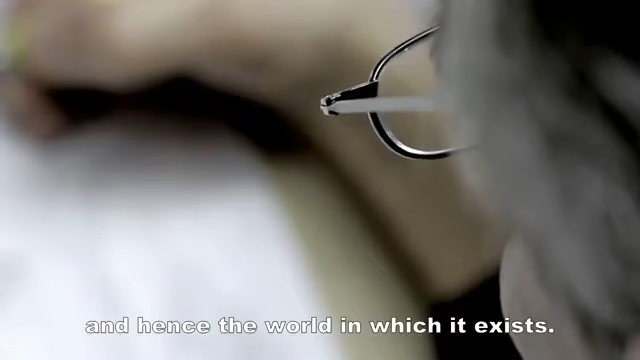 and hence the world in which it exists.